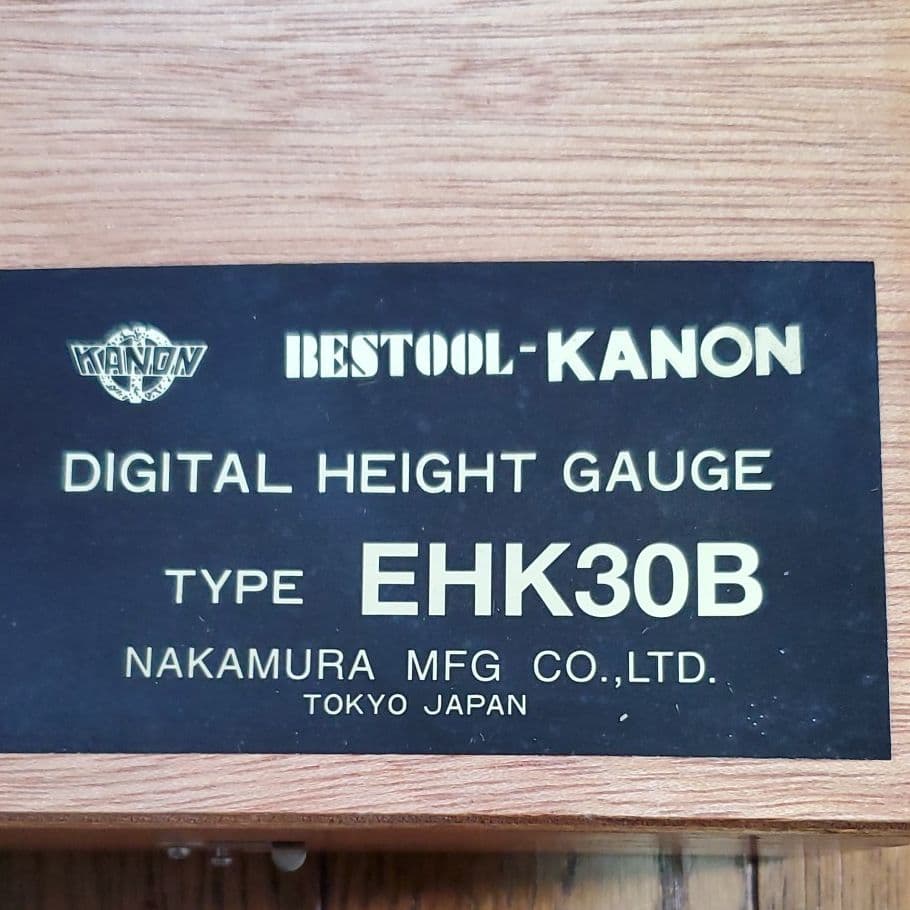 KANON BESTOOL-KANON
DIGITAL HEIGHT GAUGE
TYPE EHK30B
NAKAMURA MFG CO.,LTD.
TOKYO JAPAN